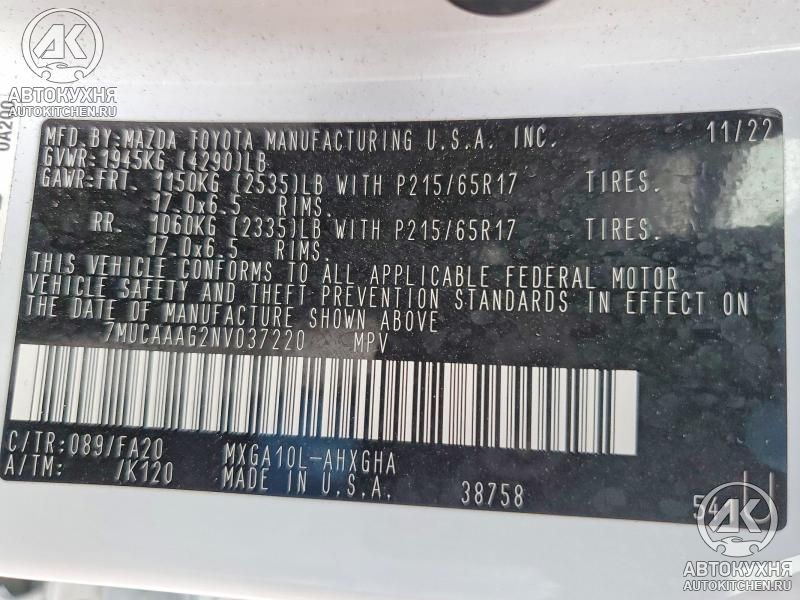 AK
АВТОКУХНЯ
AUTOKITCHEN.RU
0A200
MFD.BY:MAZDA TOYOTA MANUFACTURING U.S.A. INC. 11/22
GVWR:1945KG (4290)LB
GAWR:FRT. 1150KG (2535)LB WITH P215/65R17 TIRES.
17.0x6.5 RIMS.
RR. 1060KG (2335)LB WITH P215/65R17 TIRES.
17.0x6.5 RIMS.
THIS VEHICLE CONFORMS TO ALL APPLICABLE FEDERAL MOTOR
VEHICLE SAFETY AND THEFT PREVENTION STANDARDS IN EFFECT ON
THE DATE OF MANUFACTURE SHOWN ABOVE
7MUCAAAG2NV037220 MPV
C/TR:089/FA20 MXGA10L-AHXGHA
A/TM: /K120 MADE IN U.S.A. 38758 54
AK
АВТОКУХНЯ
AUTOKITCHEN.RU